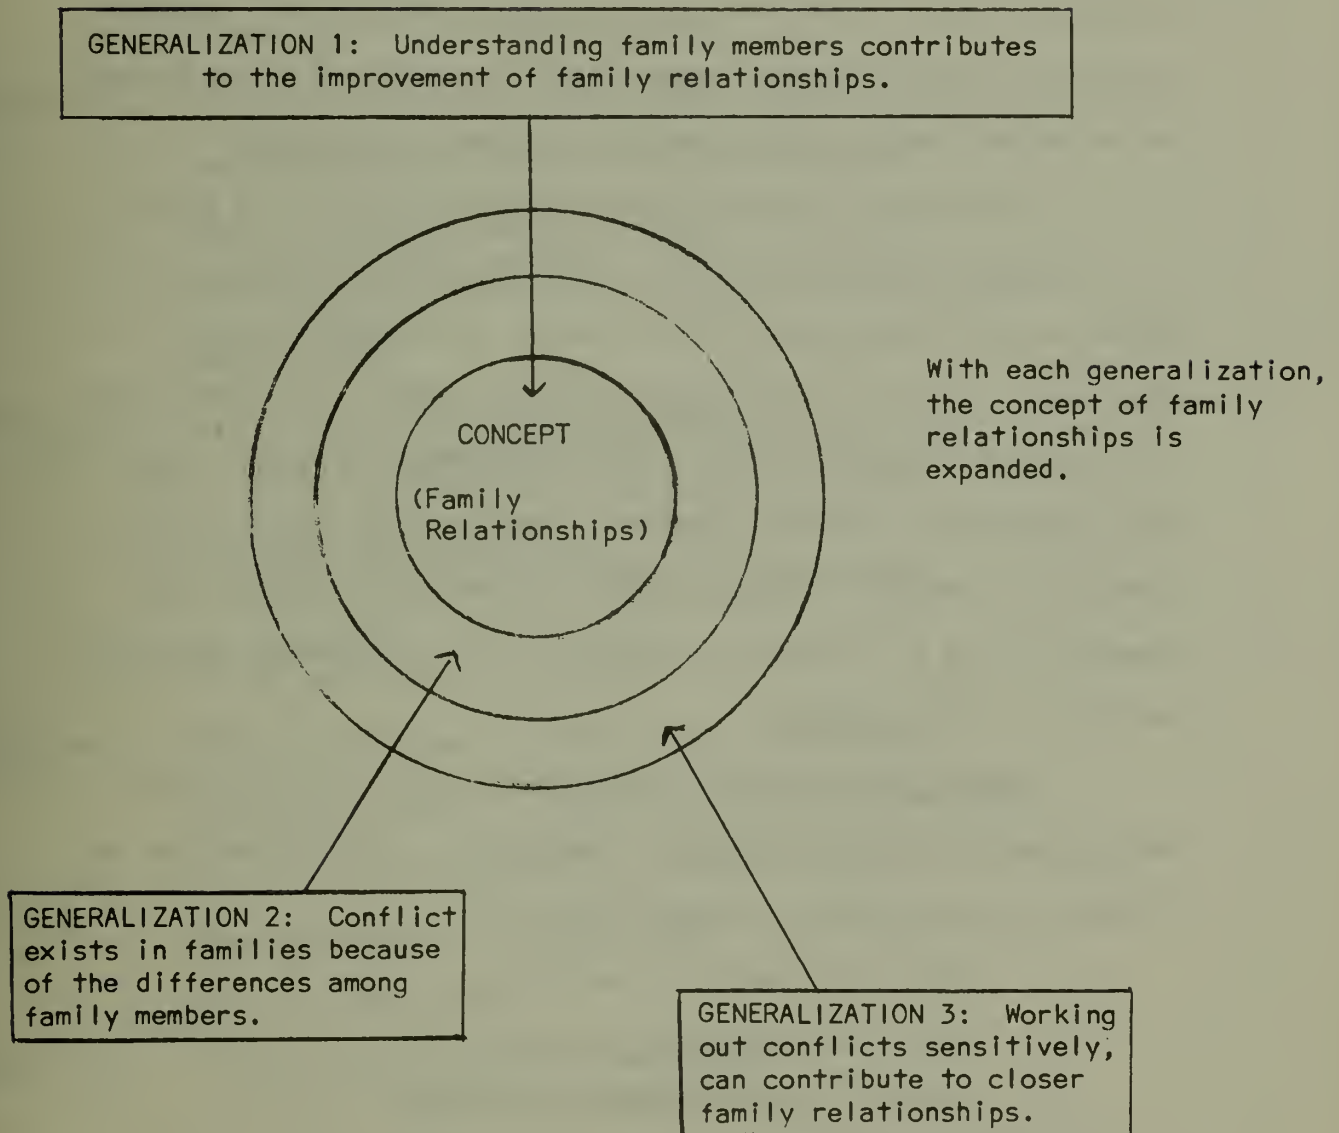 GENERALIZATION 1: Understanding family members contributes
to the improvement of family relationships.
CONCEPT
(Family
Relationships)
With each generalization,
the concept of family
relationships is
expanded.
GENERALIZATION 2: Conflict
exists in families because
of the differences among
family members.
GENERALIZATION 3: Working
out conflicts sensitively,
can contribute to closer
family relationships.